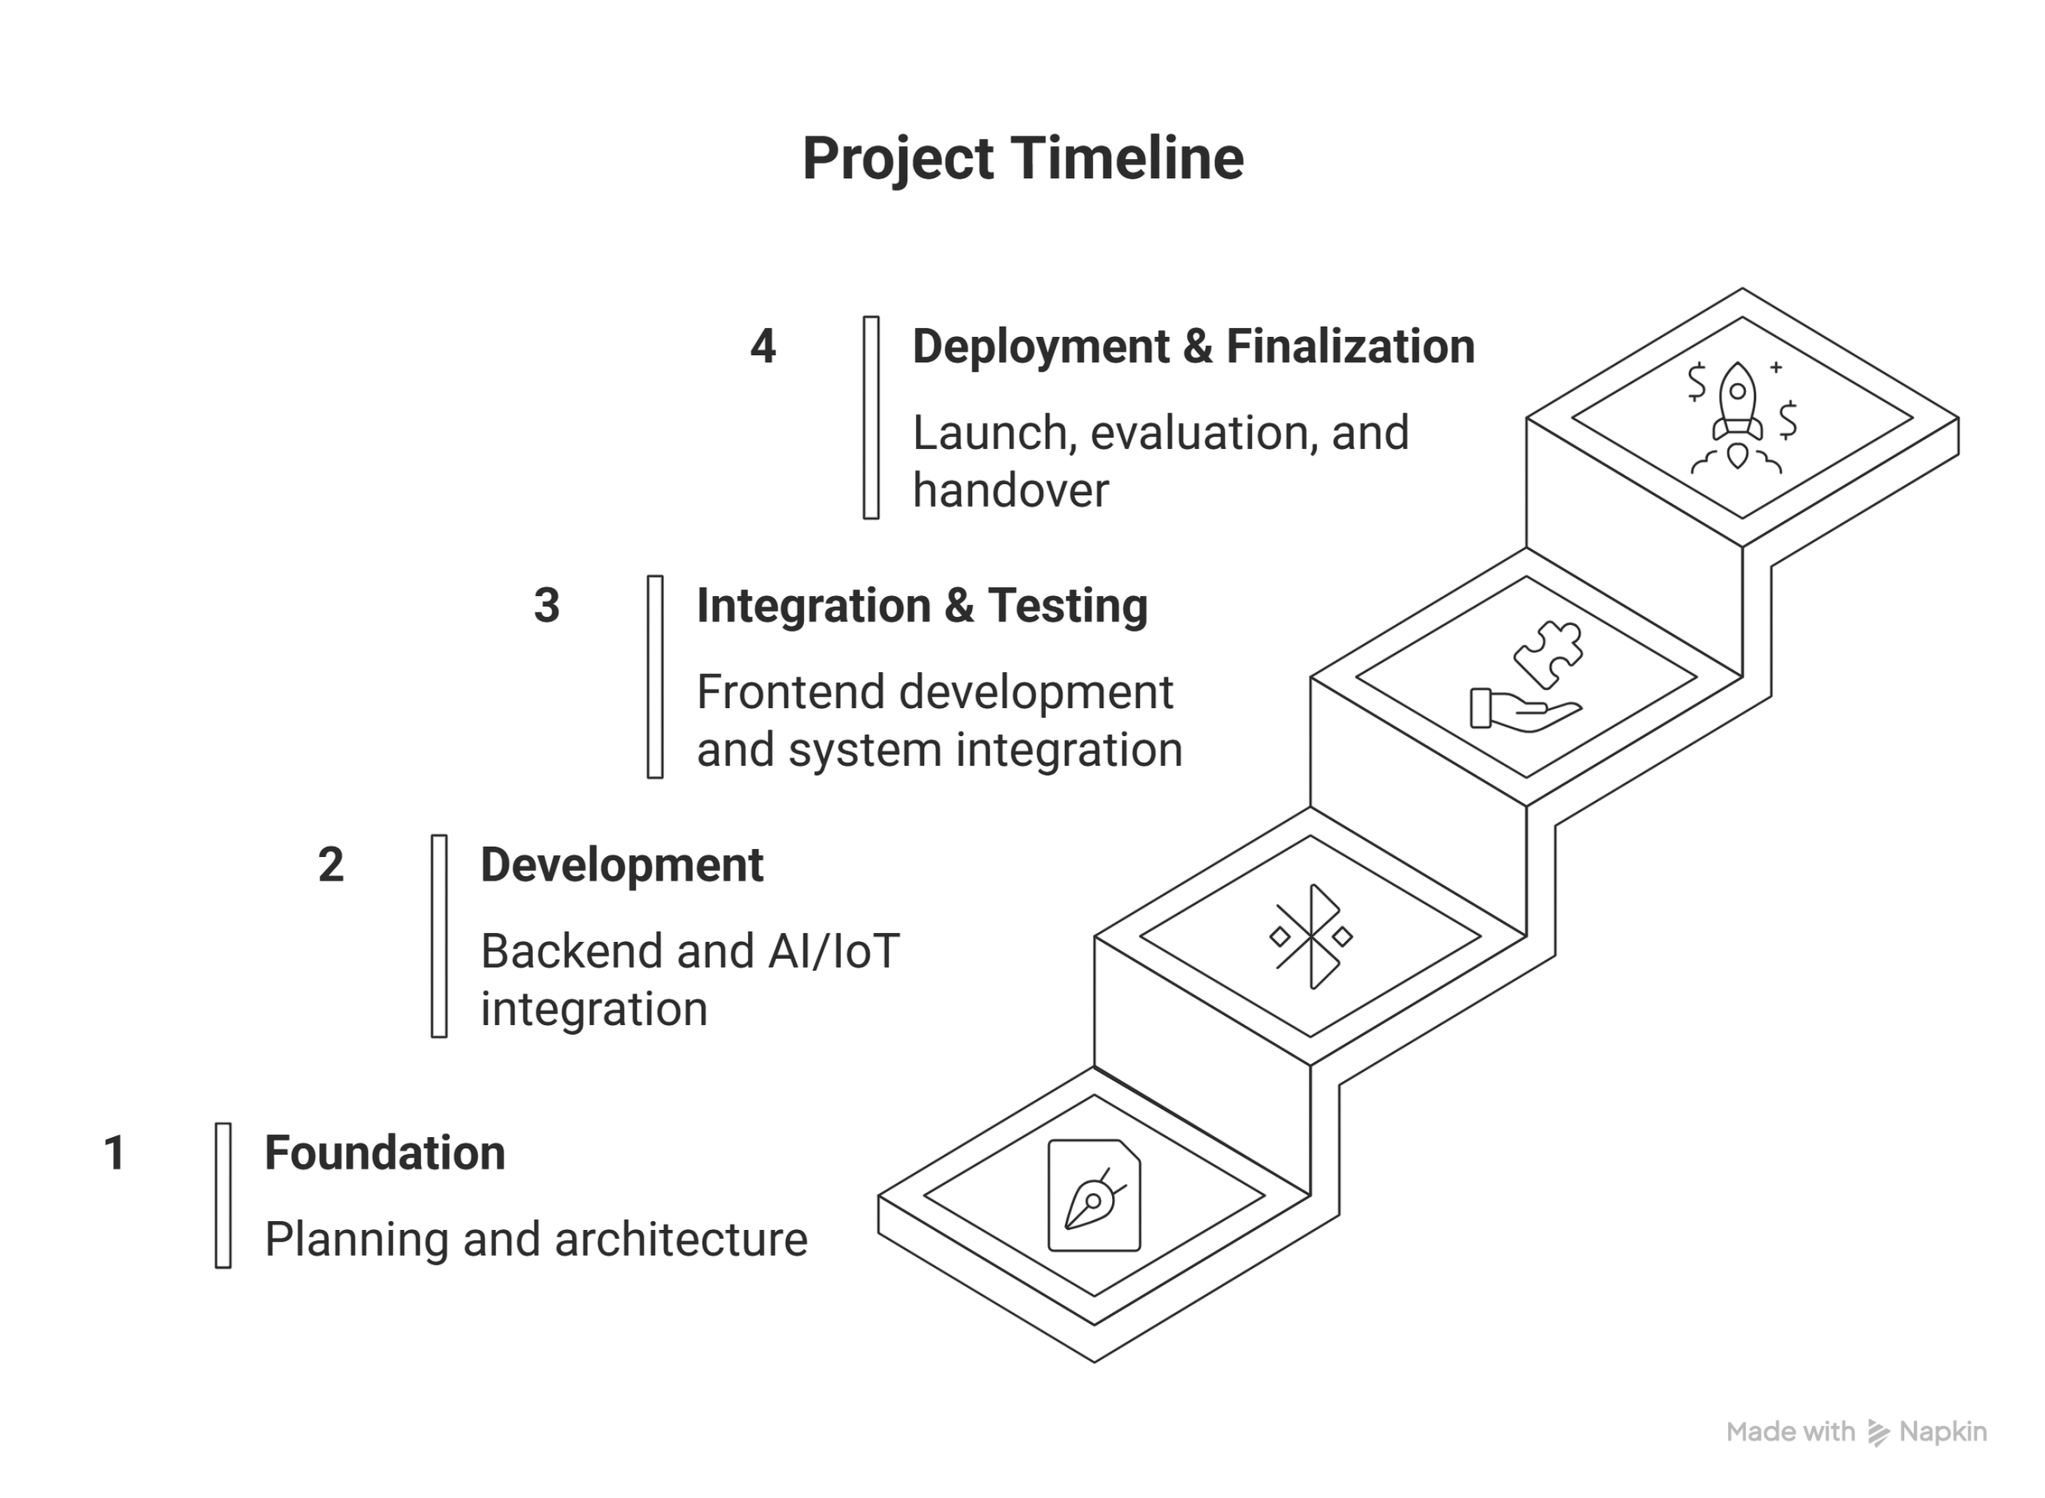 Project Timeline
4
Deployment & Finalization
Launch, evaluation, and
handover
3
Integration & Testing
Frontend development
and system integration
2
Development
Backend and AI/IoT
integration
1
Foundation
Planning and architecture
Made with Napkin